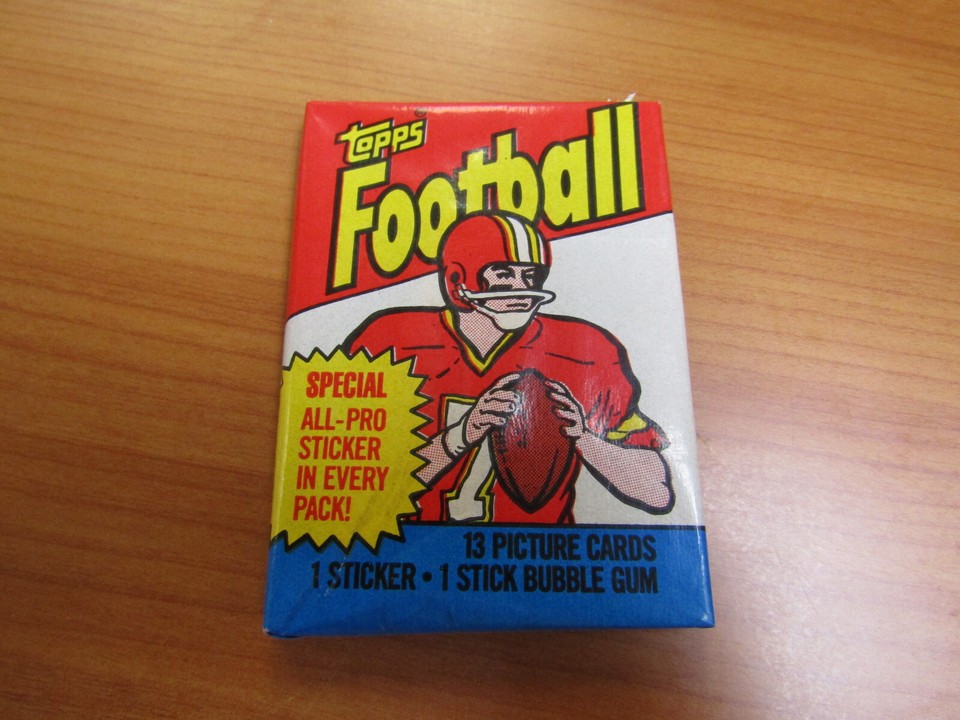 topps
Football
SPECIAL
ALL-PRO
STICKER
IN EVERY
PACK!
13 PICTURE CARDS
1 STICKER • 1 STICK BUBBLE GUM